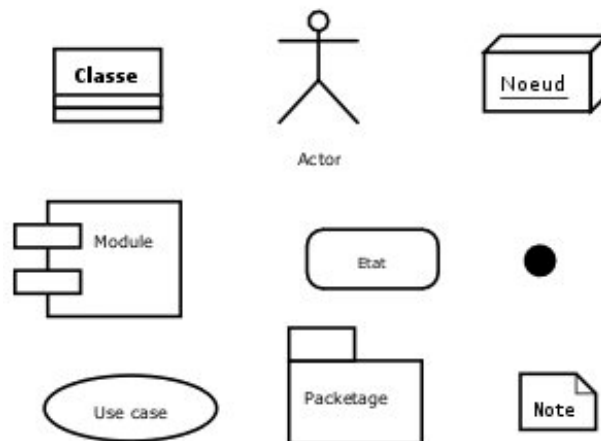 Classe
Noeud
Actor
Module
Etat
Use case
Packetage
Note